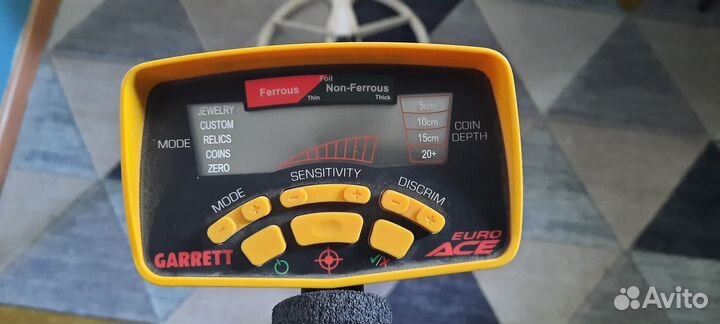 Ferrous Foil Non-Ferrous
Thin Thick
MODE
JEWELRY
CUSTOM
RELICS
COINS
ZERO
5cm
10cm
15cm
20+
COIN
DEPTH
MODE
SENSITIVITY
DISCRIM
- +
- +
- +
√/X
GARRETT
EURO
ACE
Avito